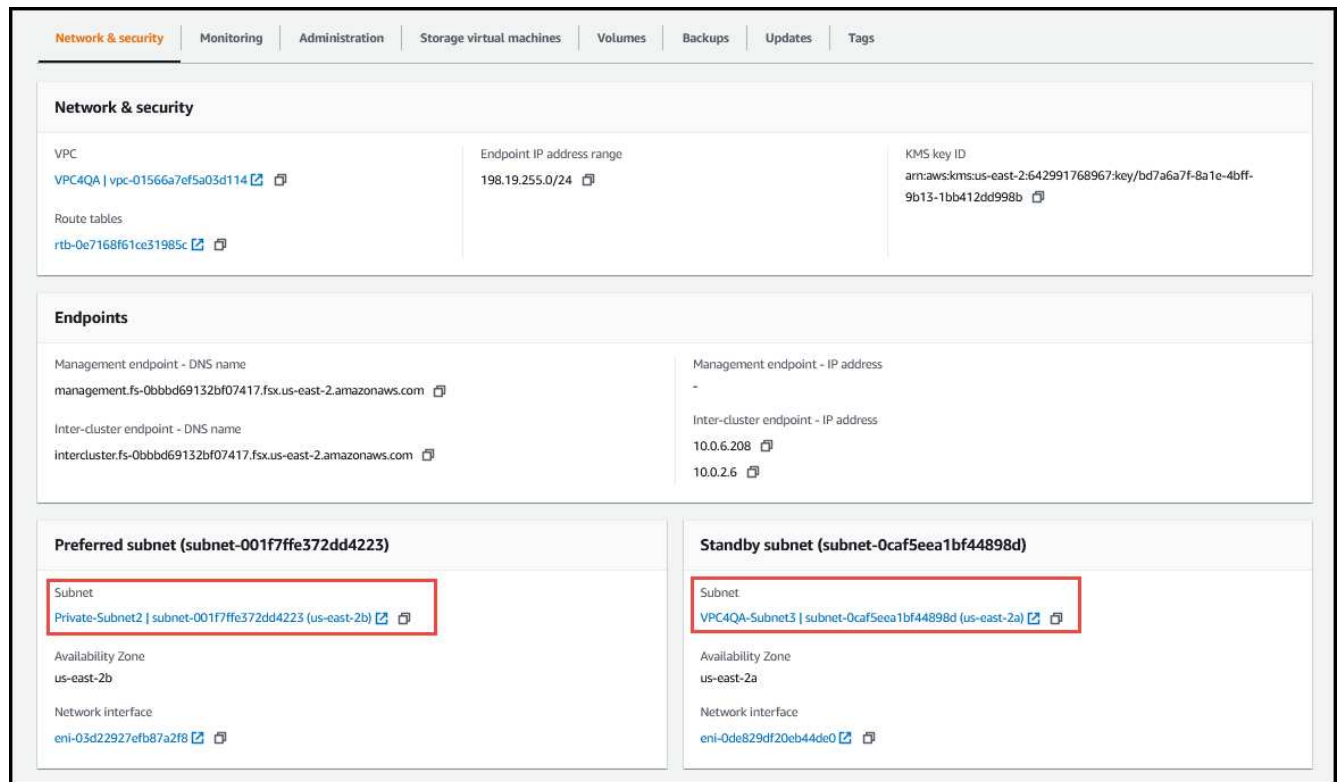 Network & security
Monitoring
Administration
Storage virtual machines
Volumes
Backups
Updates
Tags
Network & security
VPC
VPC4QA | vpc-01566a7ef5a03d114
Route tables
rtb-0e7168f61ce31985c
Endpoint IP address range
198.19.255.0/24
KMS key ID
arn:aws:kms:us-east-2:642991768967:key/bd7a6a7f-8a1e-4bff-
9b13-1bb412dd998b
Endpoints
Management endpoint - DNS name
management.fs-0bbbd69132bf07417.fsx.us-east-2.amazonaws.com
Inter-cluster endpoint - DNS name
intercluster.fs-0bbbd69132bf07417.fsx.us-east-2.amazonaws.com
Management endpoint - IP address
-
Inter-cluster endpoint - IP address
10.0.6.208
10.0.2.6
Preferred subnet (subnet-001f7ffe372dd4223)
Subnet
Private-Subnet2 | subnet-001f7ffe372dd4223 (us-east-2b)
Availability Zone
us-east-2b
Network interface
eni-03d22927efb87a2f8
Standby subnet (subnet-0caf5eea1bf44898d)
Subnet
VPC4QA-Subnet3 | subnet-0caf5eea1bf44898d (us-east-2a)
Availability Zone
us-east-2a
Network interface
eni-0de829df20eb44de0